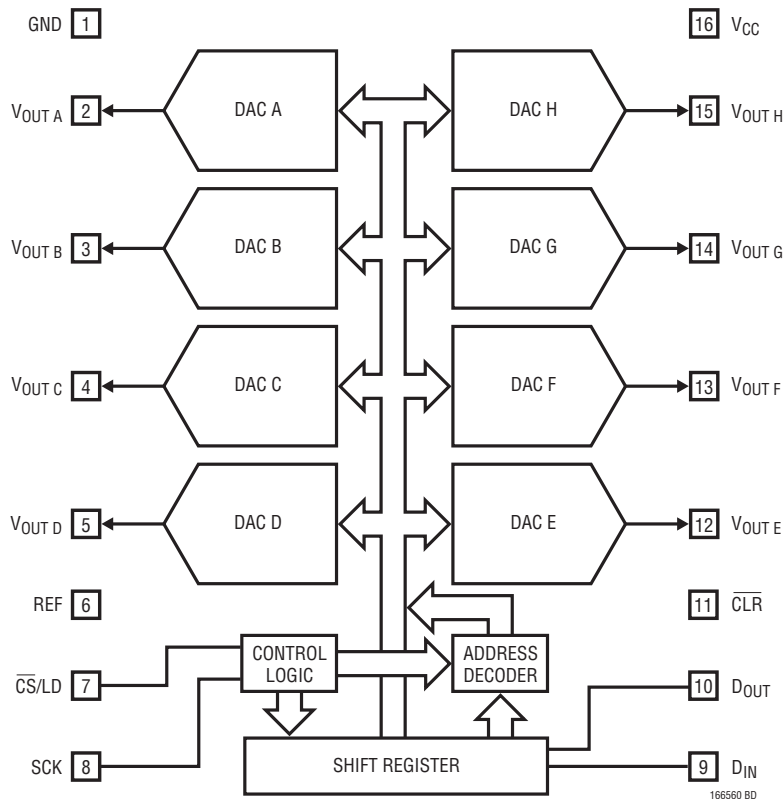 GND 1
16 VCC
DAC A
DAC H
VOUT A 2
15 VOUT H
DAC B
DAC G
VOUT B 3
14 VOUT G
DAC C
DAC F
VOUT C 4
13 VOUT F
DAC D
DAC E
VOUT D 5
12 VOUT E
REF 6
11 CLR
CONTROL
LOGIC
ADDRESS
DECODER
CS/LD 7
10 DOUT
SCK 8
SHIFT REGISTER
9 DIN
166560 BD